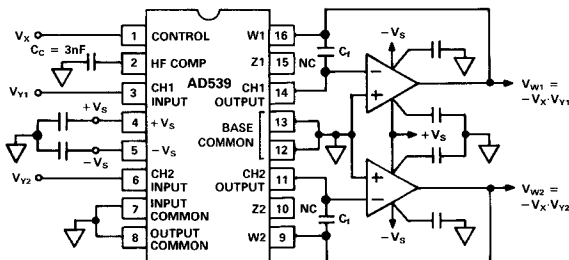 Vx
1
CONTROL
W1
16
Cc = 3nF
2
HF COMP
Z1
15
NC
Cf
AD539
VY1
3
CH1
INPUT
CH1
OUTPUT
14
+VS
4
+VS
BASE
COMMON
13
12
−VS
5
−VS
VY2
6
CH2
INPUT
CH2
OUTPUT
11
7
INPUT
COMMON
Z2
10
NC
Cf
8
OUTPUT
COMMON
W2
9
−VS
−
+
VW1
= −VX·VY1
+VS
+
−
VW2
= −VX·VY2
−VS